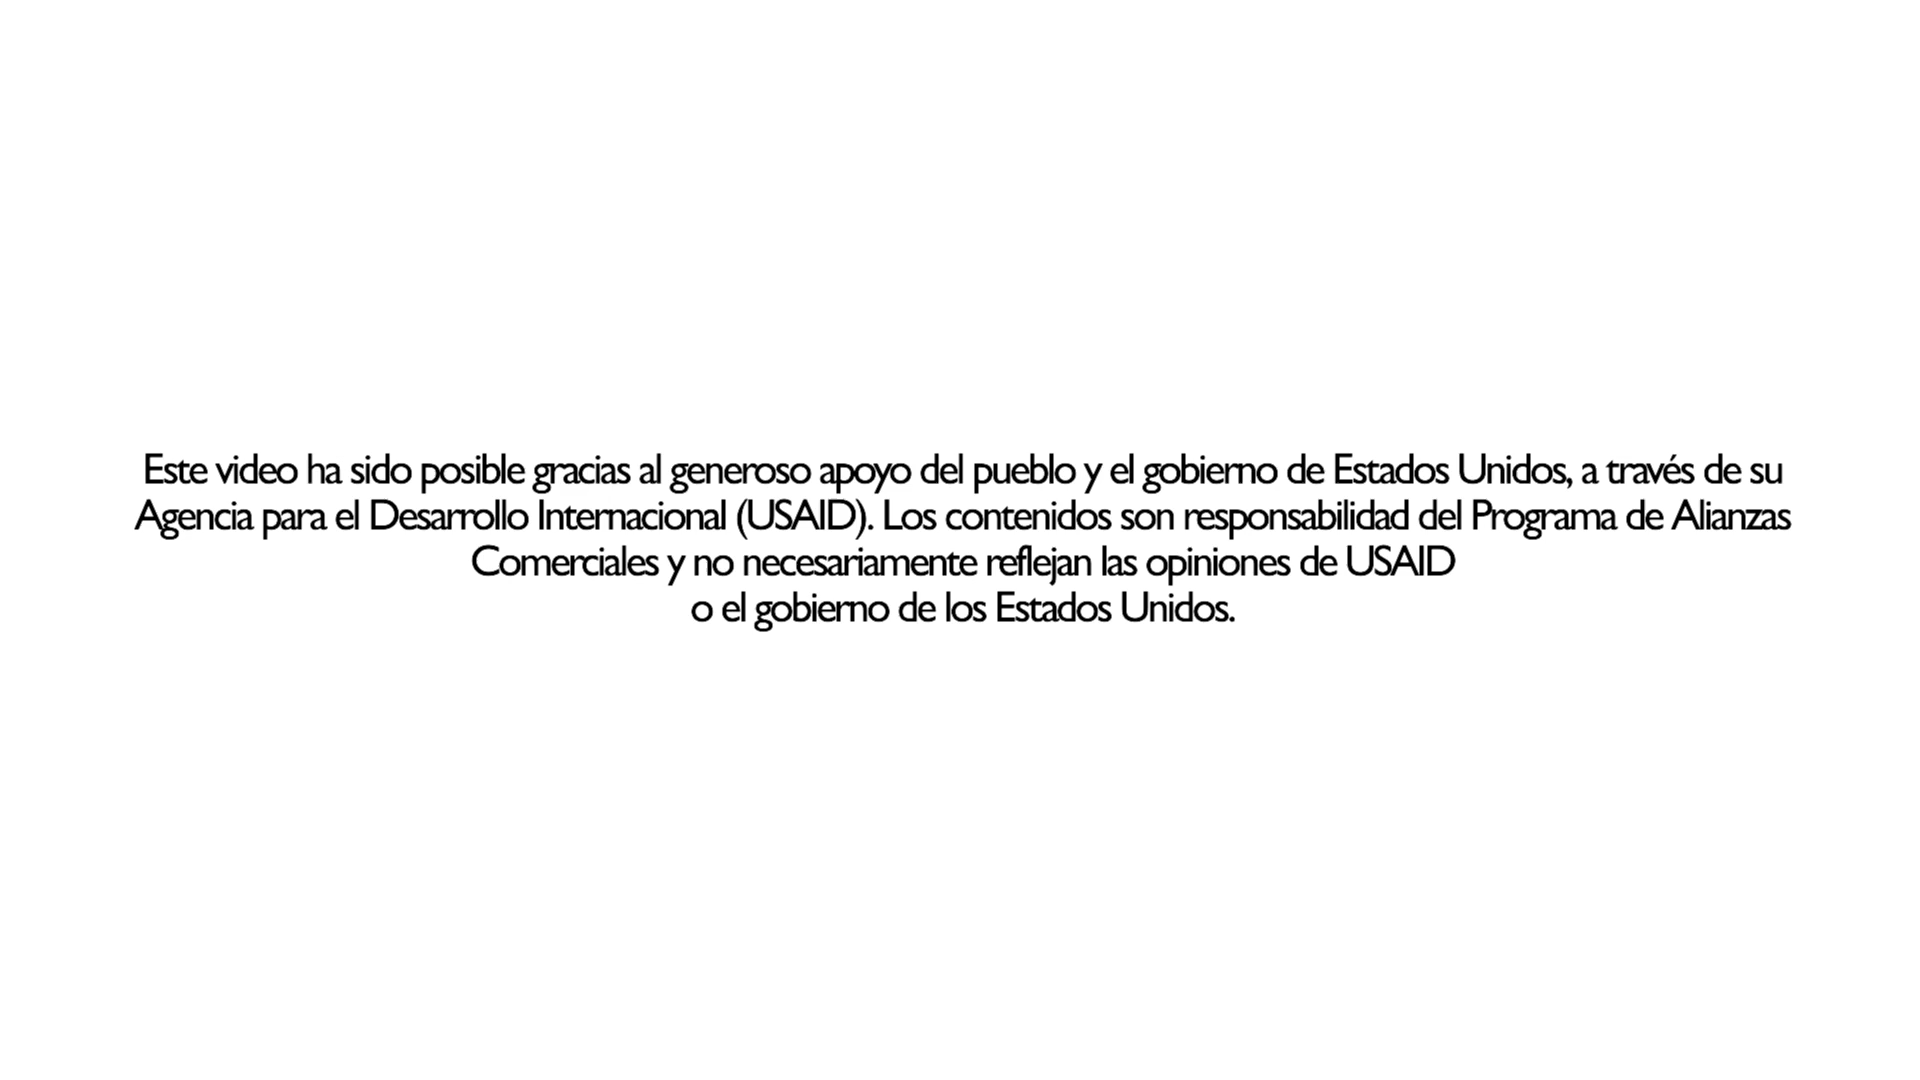 Este video ha sido posible gracias al generoso apoyo del pueblo y el gobierno de Estados Unidos, a través de su
Agencia para el Desarrollo Internacional (USAID). Los contenidos son responsabilidad del Programa de Alianzas
Comerciales y no necesariamente reflejan las opiniones de USAID
o el gobierno de los Estados Unidos.